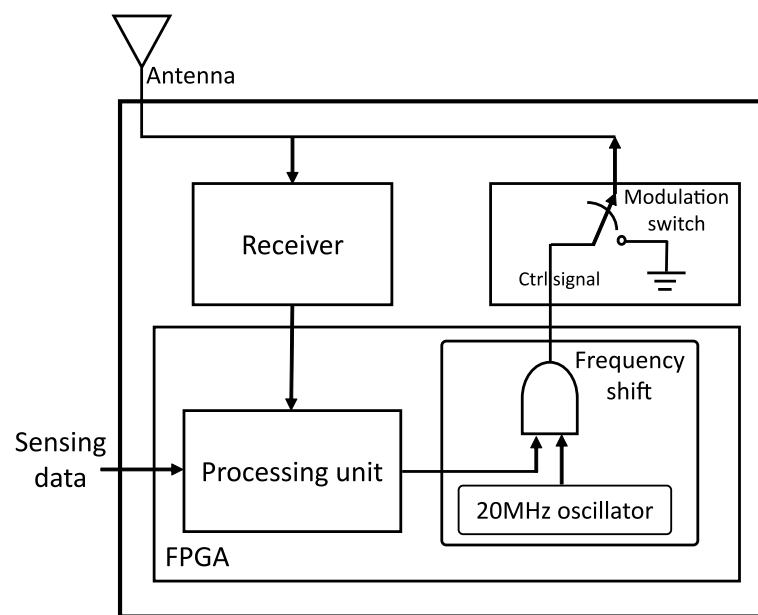 Antenna
Modulation
switch
Receiver
Ctrl signal
Frequency
shift
Sensing
data
Processing unit
20MHz oscillator
FPGA